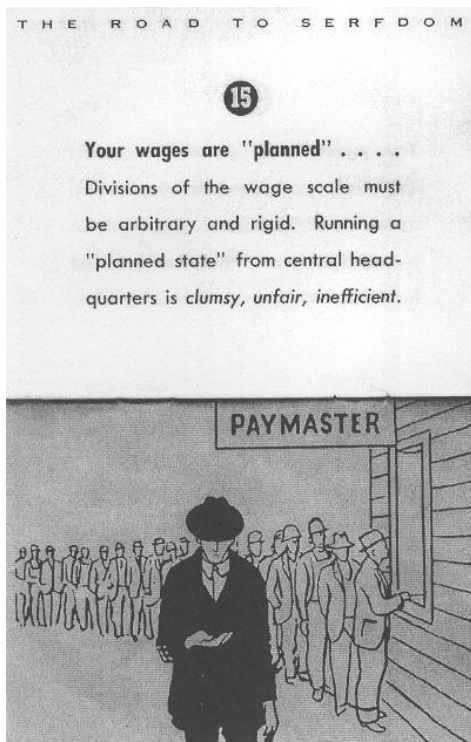 THE ROAD TO SERFDOM
15
Your wages are "planned" . . . .
Divisions of the wage scale must
be arbitrary and rigid. Running a
"planned state" from central head-
quarters is clumsy, unfair, inefficient.
PAYMASTER